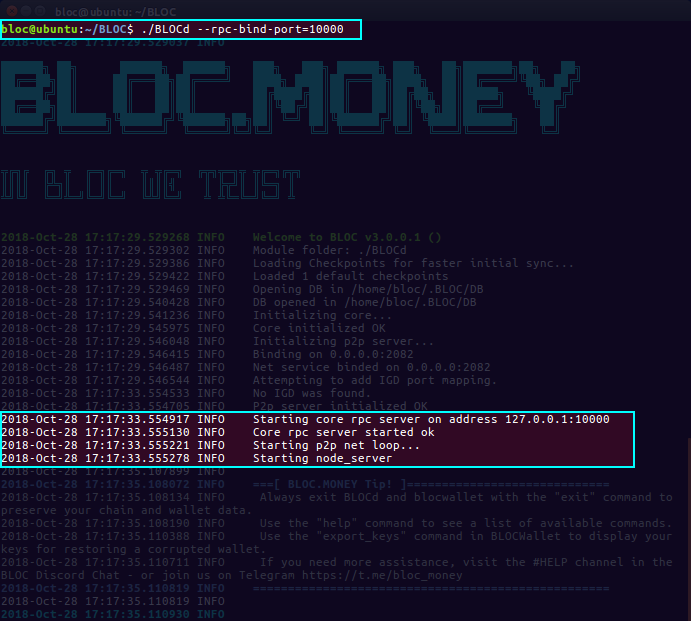 bloc@ubuntu: ~/BLOC
bloc@ubuntu:~/BLOC$ ./BLOCd --rpc-bind-port=10000
2018-Oct-28 17:17:29.529037 INFO
BLOC.MONEY
IN BLOC WE TRUST
2018-Oct-28 17:17:29.529268 INFO    Welcome to BLOC v3.0.0.1 ()
2018-Oct-28 17:17:29.529302 INFO    Module folder: ./BLOCd
2018-Oct-28 17:17:29.529386 INFO    Loading Checkpoints for faster initial sync...
2018-Oct-28 17:17:29.529422 INFO    Loaded 1 default checkpoints
2018-Oct-28 17:17:29.529469 INFO    Opening DB in /home/bloc/.BLOC/DB
2018-Oct-28 17:17:29.540428 INFO    DB opened in /home/bloc/.BLOC/DB
2018-Oct-28 17:17:29.541236 INFO    Initializing core...
2018-Oct-28 17:17:29.545975 INFO    Core initialized OK
2018-Oct-28 17:17:29.546048 INFO    Initializing p2p server...
2018-Oct-28 17:17:29.546415 INFO    Binding on 0.0.0.0:2082
2018-Oct-28 17:17:29.546487 INFO    Net service binded on 0.0.0.0:2082
2018-Oct-28 17:17:29.546544 INFO    Attempting to add IGD port mapping.
2018-Oct-28 17:17:33.554533 INFO    No IGD was found.
2018-Oct-28 17:17:33.554705 INFO    P2p server initialized OK
2018-Oct-28 17:17:33.554917 INFO    Starting core rpc server on address 127.0.0.1:10000
2018-Oct-28 17:17:33.555130 INFO    Core rpc server started ok
2018-Oct-28 17:17:33.555221 INFO    Starting p2p net loop...
2018-Oct-28 17:17:33.555278 INFO    Starting node_server
2018-Oct-28 17:17:35.107899 INFO
2018-Oct-28 17:17:35.108072 INFO    ===[ BLOC.MONEY Tip! ]=============================
2018-Oct-28 17:17:35.108134 INFO     Always exit BLOCd and blocwallet with the "exit" command to
preserve your chain and wallet data.
2018-Oct-28 17:17:35.108190 INFO     Use the "help" command to see a list of available commands.
2018-Oct-28 17:17:35.110388 INFO     Use the "export_keys" command in BLOCWallet to display your
keys for restoring a corrupted wallet.
2018-Oct-28 17:17:35.110711 INFO     If you need more assistance, visit the #HELP channel in the
BLOC Discord Chat - or join us on Telegram https://t.me/bloc_money
2018-Oct-28 17:17:35.110819 INFO    ===================================================
2018-Oct-28 17:17:35.110819 INFO
2018-Oct-28 17:17:35.110930 INFO